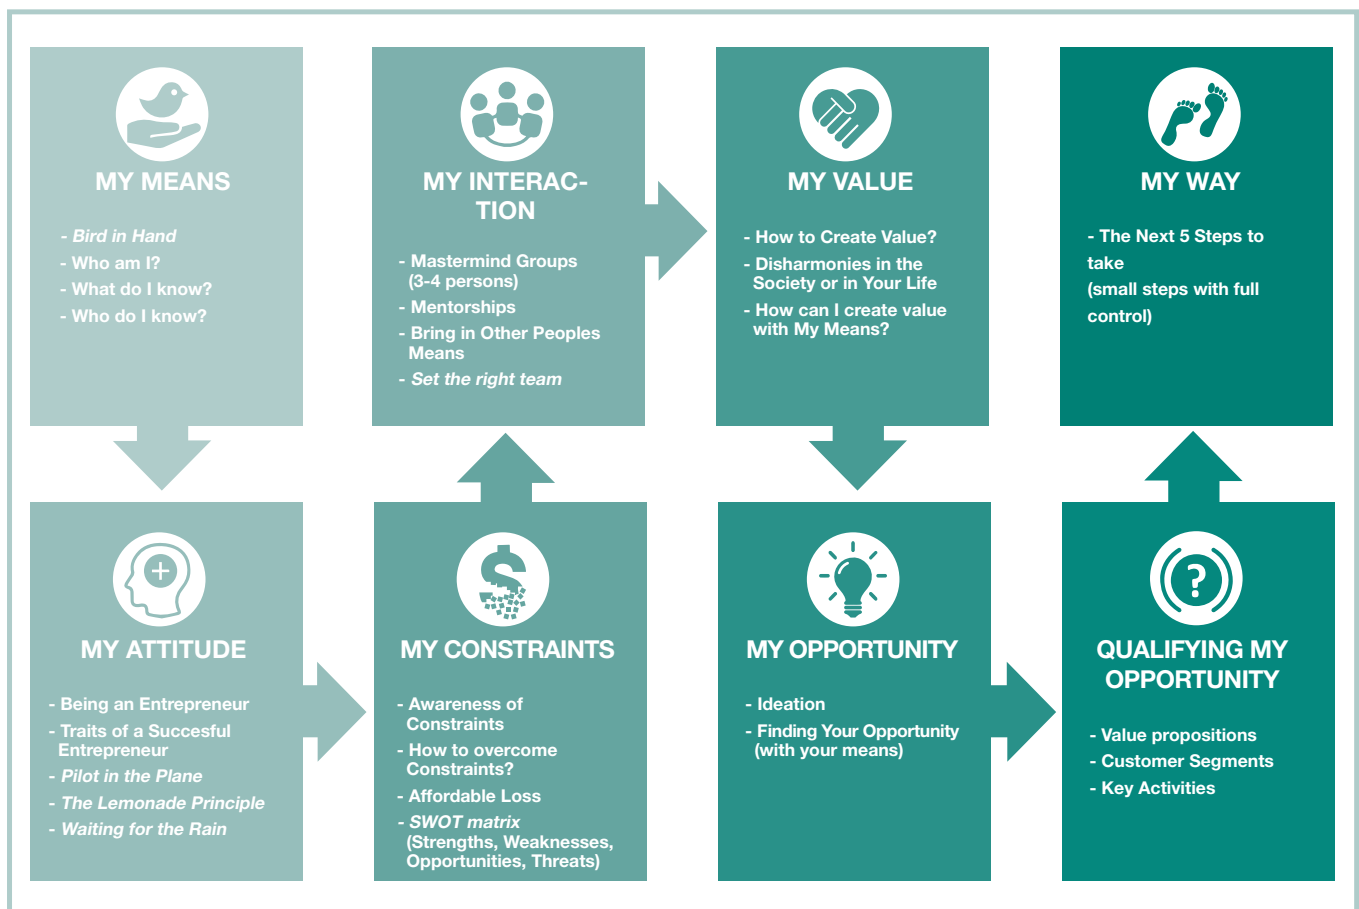 MY MEANS
- Bird in Hand
- Who am I?
- What do I know?
- Who do I know?
MY ATTITUDE
- Being an Entrepreneur
- Traits of a Succesful
Entrepreneur
- Pilot in the Plane
- The Lemonade Principle
- Waiting for the Rain
MY CONSTRAINTS
- Awareness of
Constraints
- How to overcome
Constraints?
- Affordable Loss
- SWOT matrix
(Strengths, Weaknesses,
Opportunities, Threats)
MY INTERAC-
TION
- Mastermind Groups
(3-4 persons)
- Mentorships
- Bring in Other Peoples
Means
- Set the right team
MY VALUE
- How to Create Value?
- Disharmonies in the
Society or in Your Life
- How can I create value
with My Means?
MY OPPORTUNITY
- Ideation
- Finding Your Opportunity
(with your means)
?
QUALIFYING MY
OPPORTUNITY
- Value propositions
- Customer Segments
- Key Activities
MY WAY
- The Next 5 Steps to
take
(small steps with full
control)